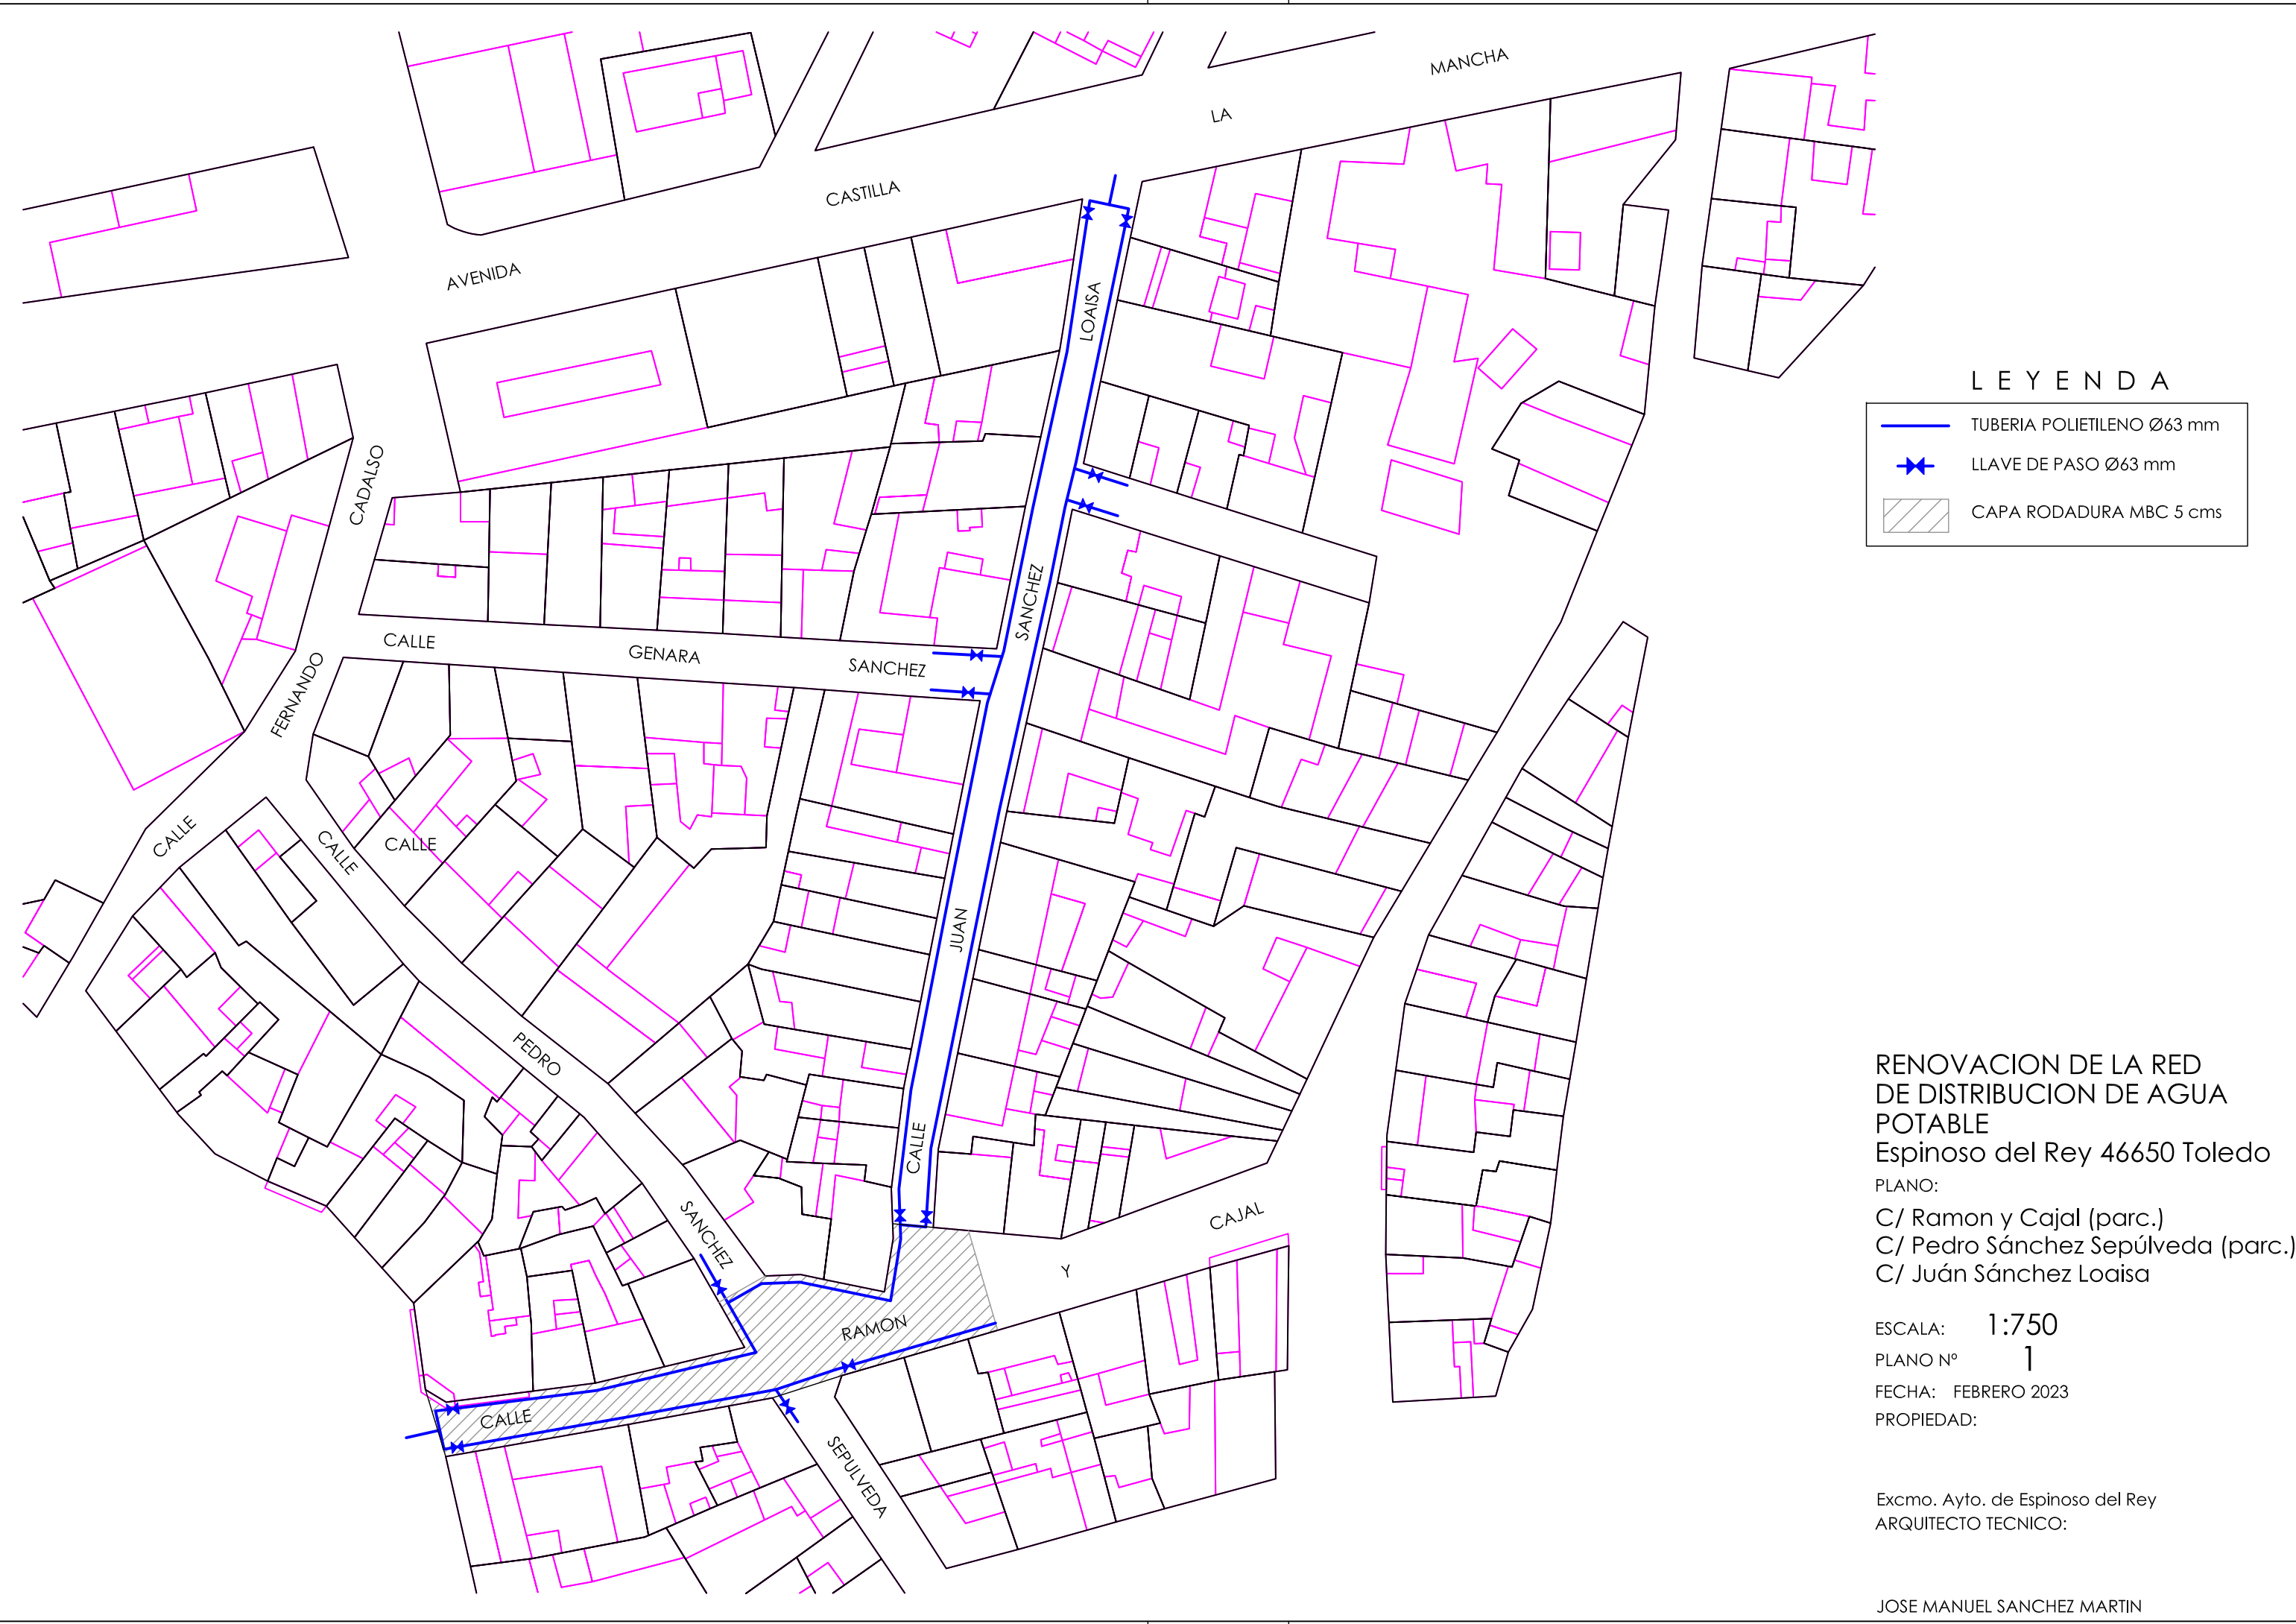 MANCHA
LA
CASTILLA
AVENIDA
LOAISA
CADALSO
SANCHEZ
CALLE
GENARA
SANCHEZ
FERNANDO
CALLE
CALLE
CALLE
JUAN
PEDRO
CALLE
SANCHEZ
CAJAL
Y
RAMON
CALLE
SEPULVEDA
LEYENDA
TUBERIA POLIETILENO Ø63 mm
LLAVE DE PASO Ø63 mm
CAPA RODADURA MBC 5 cms
RENOVACION DE LA RED
DE DISTRIBUCION DE AGUA
POTABLE
Espinoso del Rey 46650 Toledo
PLANO:
C/ Ramon y Cajal (parc.)
C/ Pedro Sánchez Sepúlveda (parc.)
C/ Juán Sánchez Loaisa
ESCALA: 1:750
PLANO Nº 1
FECHA: FEBRERO 2023
PROPIEDAD:
Excmo. Ayto. de Espinoso del Rey
ARQUITECTO TECNICO:
JOSE MANUEL SANCHEZ MARTIN